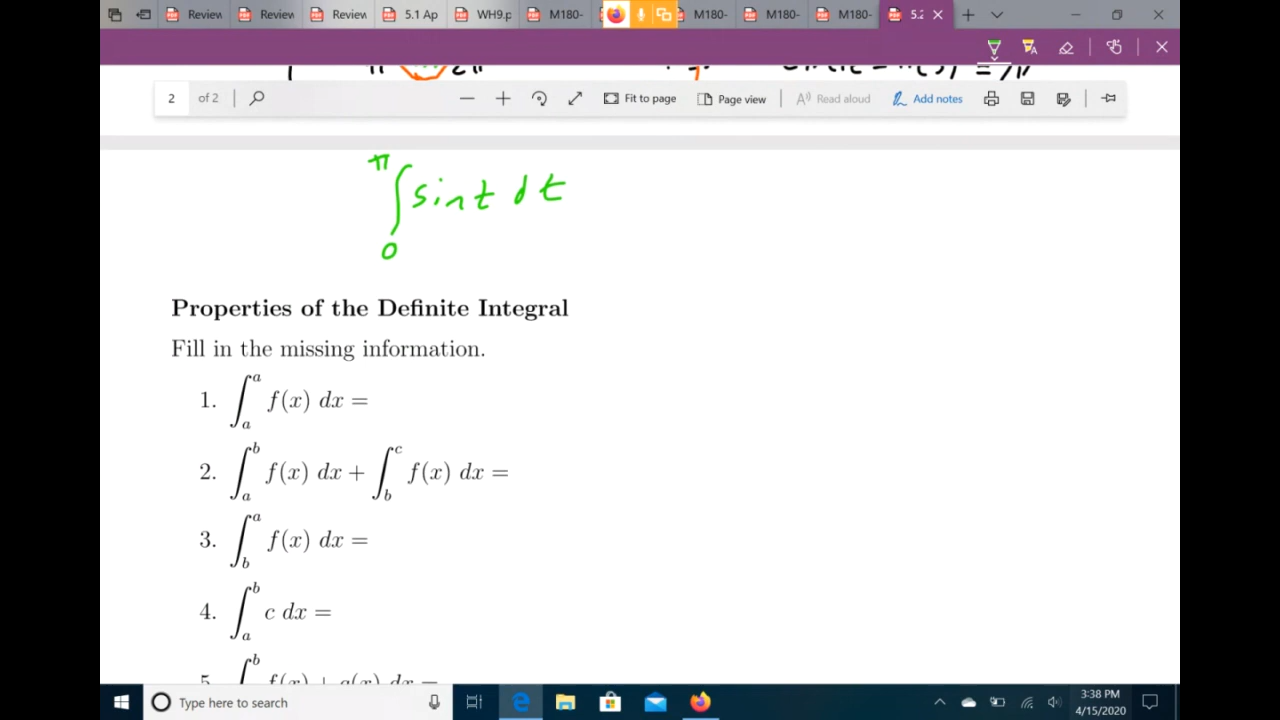 Review Review Review 5.1 Ap WH9.p M180- M180- M180- M180- 5.2
2 of 2 Fit to page Page view Read aloud Add notes
π
∫ sin t dt
0
Properties of the Definite Integral
Fill in the missing information.
1. ∫_a^a f(x) dx =
2. ∫_a^b f(x) dx + ∫_b^c f(x) dx =
3. ∫_b^a f(x) dx =
4. ∫_a^b c dx =
5. ∫^b f(x) + g(x) dx =
Type here to search
3:38 PM
4/15/2020